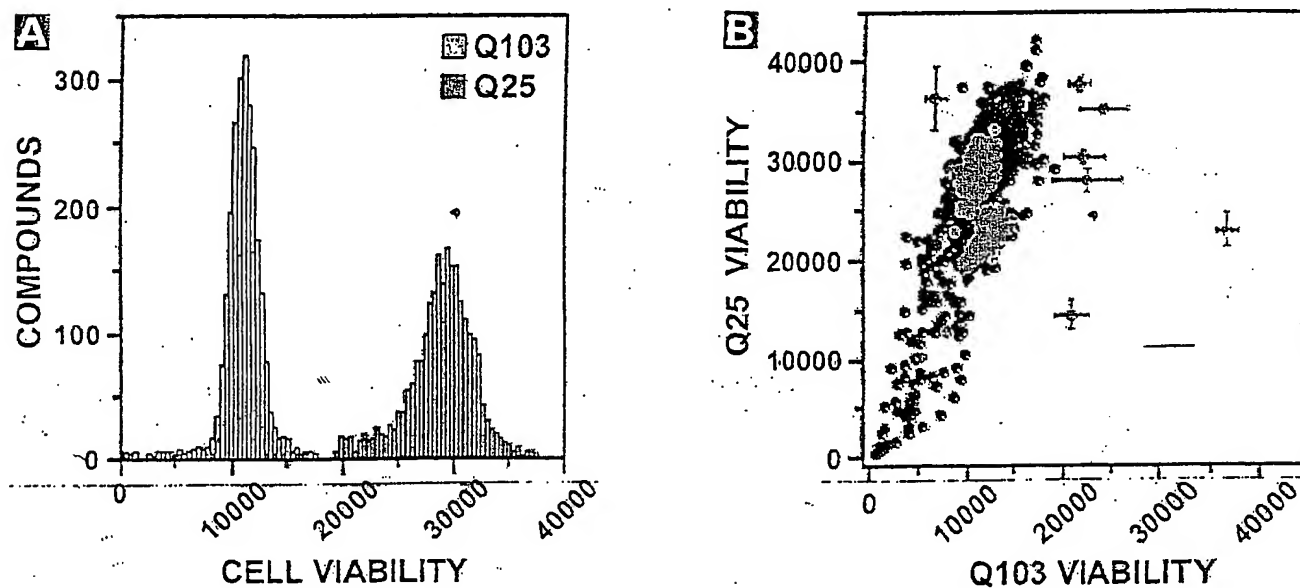 A
Q103
Q25
300
200
100
0
COMPOUNDS
0
10000
20000
30000
40000
CELL VIABILITY
B
40000
30000
20000
10000
0
Q25 VIABILITY
0
10000
20000
30000
40000
Q103 VIABILITY